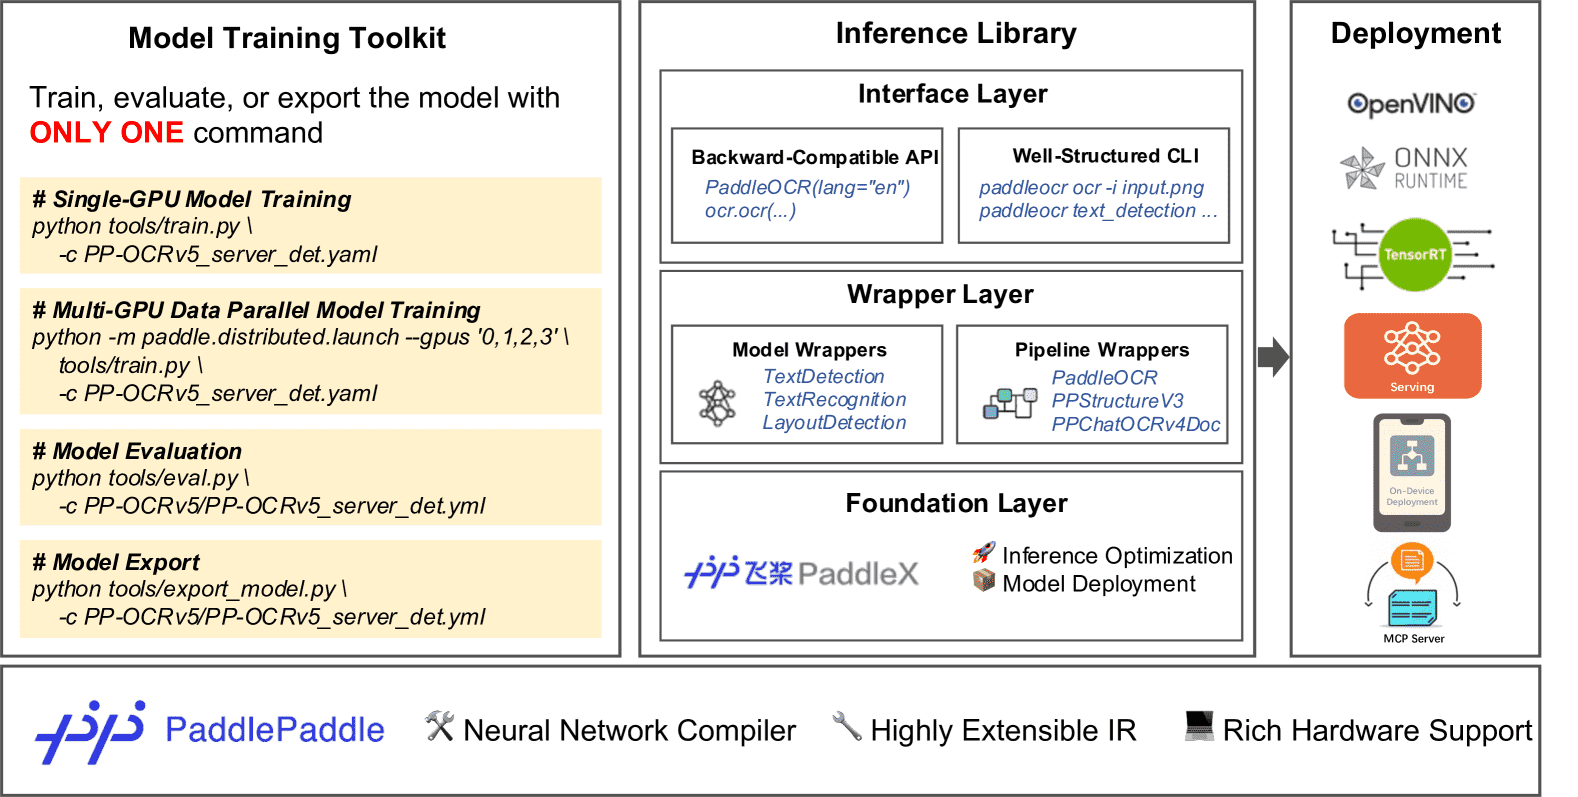 Model Training Toolkit
Train, evaluate, or export the model with
ONLY ONE command
# Single-GPU Model Training
python tools/train.py \
-c PP-OCRv5_server_det.yaml
# Multi-GPU Data Parallel Model Training
python -m paddle.distributed.launch --gpus '0,1,2,3' \
tools/train.py \
-c PP-OCRv5_server_det.yaml
# Model Evaluation
python tools/eval.py \
-c PP-OCRv5/PP-OCRv5_server_det.yml
# Model Export
python tools/export_model.py \
-c PP-OCRv5/PP-OCRv5_server_det.yml
Inference Library
Interface Layer
Backward-Compatible API
PaddleOCR(lang="en")
ocr.ocr(...)
Well-Structured CLI
paddleocr ocr -i input.png
paddleocr text_detection ...
Wrapper Layer
Model Wrappers
TextDetection
TextRecognition
LayoutDetection
Pipeline Wrappers
PaddleOCR
PPStructureV3
PPChatOCRv4Doc
Foundation Layer
飞桨 PaddleX
Inference Optimization
Model Deployment
Deployment
OpenVINO
ONNX
RUNTIME
TensorRT
Serving
On-Device
Deployment
MCP Server
PaddlePaddle
Neural Network Compiler
Highly Extensible IR
Rich Hardware Support